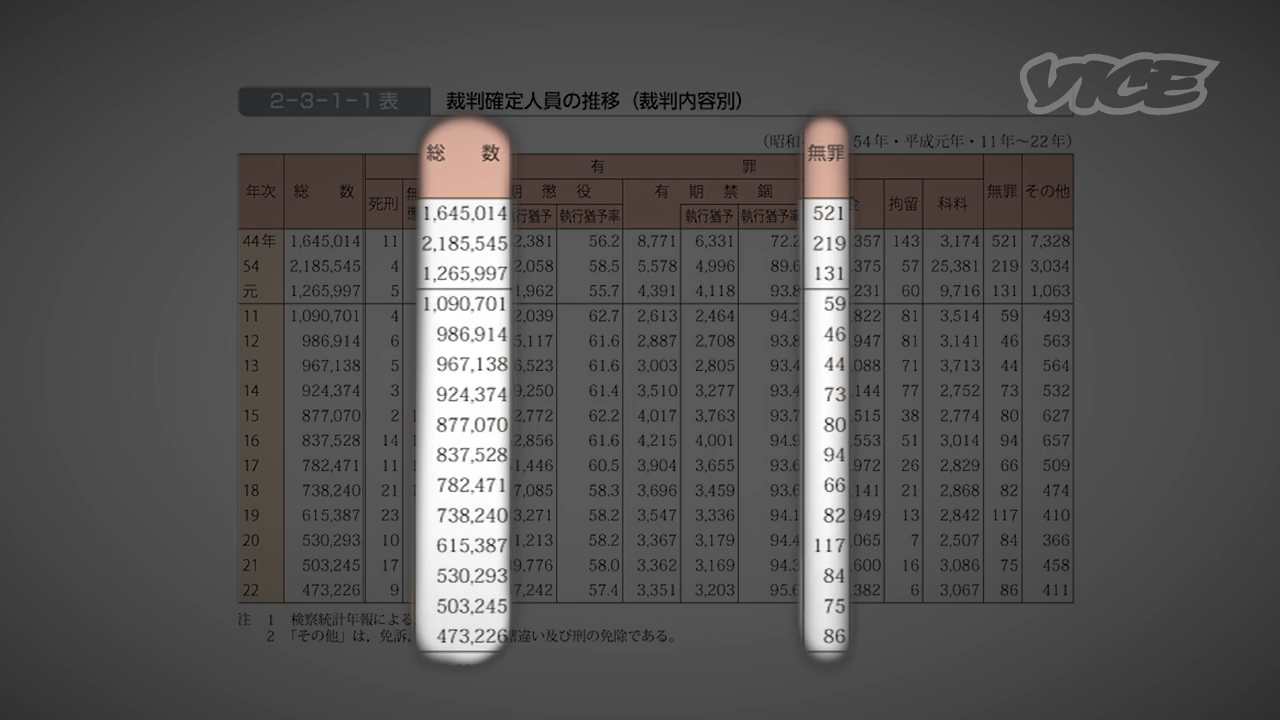 VICE
2-3-1-1表 裁判確定人員の推移（裁判内容別）
（昭和 54年・平成元年・11年～22年）
総 数 無罪
有 罪
年次 総 数 期 懲 役 有 期 禁 錮 無罪 その他
死刑 拘留 科料
執行猶予 執行猶予率 執行猶予 執行猶予率
1,645,014 521
2,185,545 219
1,265,997 131
1,090,701 59
986,914 46
967,138 44
924,374 73
877,070 80
837,528 94
782,471 66
738,240 82
615,387 117
530,293 84
503,245 75
473,226 86
44年 1,645,014 11 2,381 56.2 8,771 6,331 72.2 357 143 3,174 521 7,328
54 2,185,545 4 2,058 58.5 5,578 4,996 89.6 375 57 25,381 219 3,034
元 1,265,997 5 1,962 55.7 4,391 4,118 93.8 231 60 9,716 131 1,063
11 1,090,701 4 2,039 62.7 2,613 2,464 94.3 822 81 3,514 59 493
12 986,914 6 5,117 61.6 2,887 2,708 93.8 947 81 3,141 46 563
13 967,138 5 6,523 61.6 3,003 2,805 93.4 088 71 3,713 44 564
14 924,374 3 9,250 61.4 3,510 3,277 93.4 144 77 2,752 73 532
15 877,070 2 2,772 62.2 4,017 3,763 93.7 515 38 2,774 80 627
16 837,528 14 2,856 61.6 4,215 4,001 94.9 553 51 3,014 94 657
17 782,471 11 1,446 60.5 3,904 3,655 93.6 972 26 2,829 66 509
18 738,240 21 7,085 58.3 3,696 3,459 93.6 141 21 2,868 82 474
19 615,387 23 3,271 58.2 3,547 3,336 94.1 949 13 2,842 117 410
20 530,293 10 1,213 58.2 3,367 3,179 94.4 065 7 2,507 84 366
21 503,245 17 9,776 58.0 3,362 3,169 94.3 600 16 3,086 75 458
22 473,226 9 7,242 57.4 3,351 3,203 95.6 382 6 3,067 86 411
注 1 検察統計年報による
2 「その他」は，免訴， 違い及び刑の免除である。